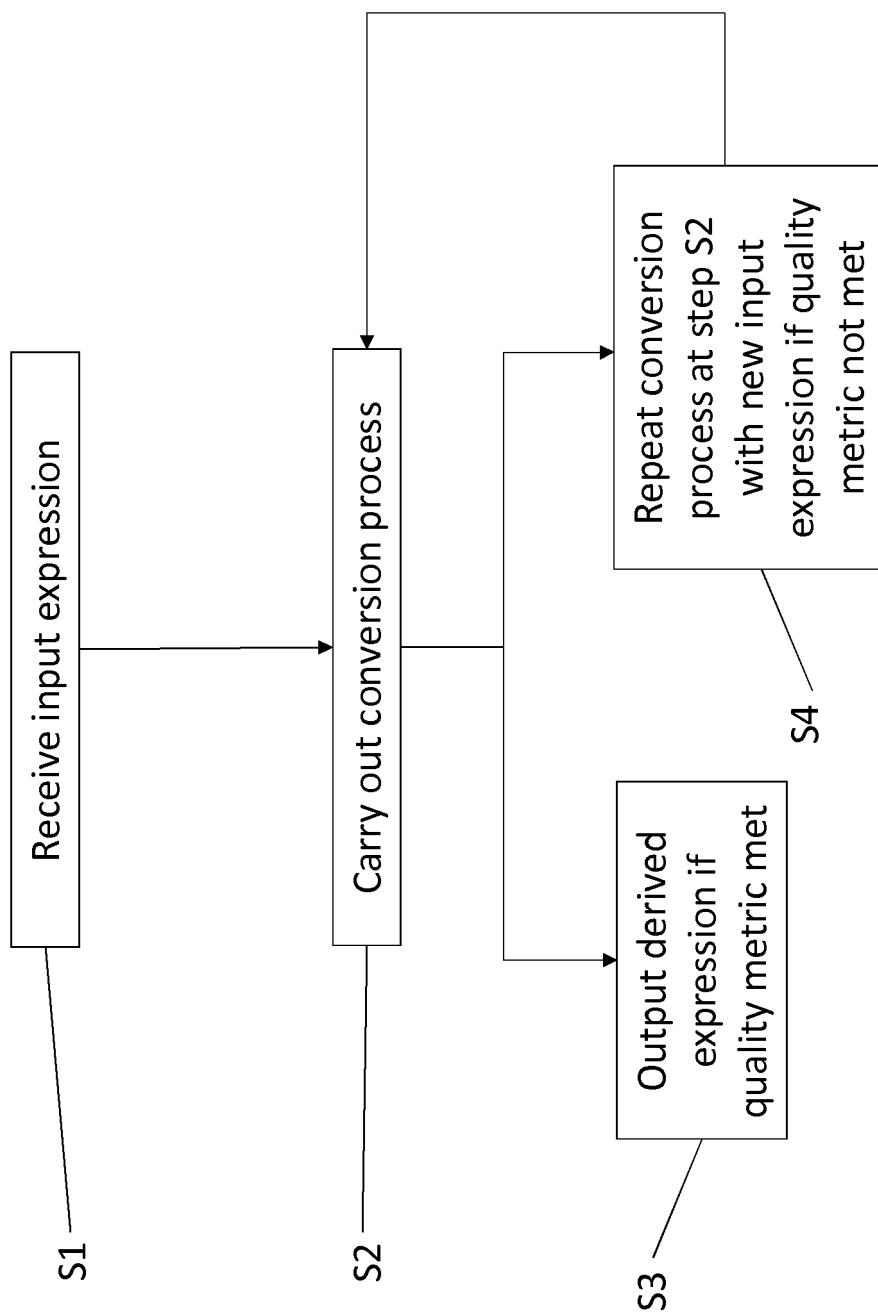 S1
Receive input expression
S2
Carry out conversion process
S3
Output derived
expression if
quality metric met
S4
Repeat conversion
process at step S2
with new input
expression if quality
metric not met